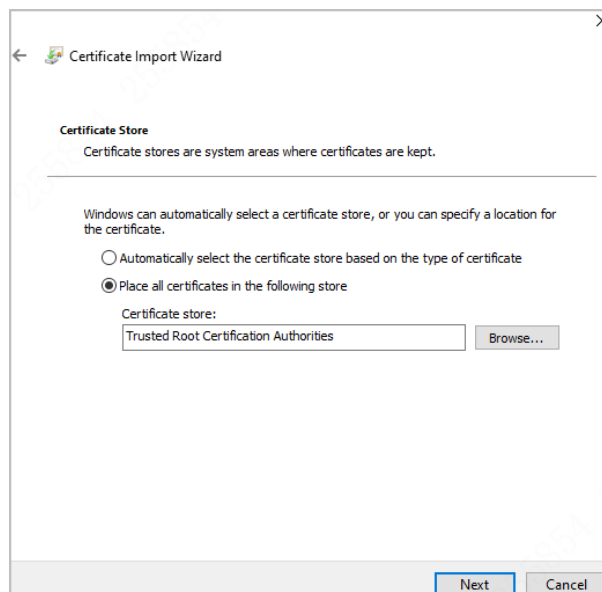 Certificate Import Wizard
Certificate Store
Certificate stores are system areas where certificates are kept.
Windows can automatically select a certificate store, or you can specify a location for
the certificate.
Automatically select the certificate store based on the type of certificate
Place all certificates in the following store
Certificate store:
Trusted Root Certification Authorities
Browse...
Next
Cancel